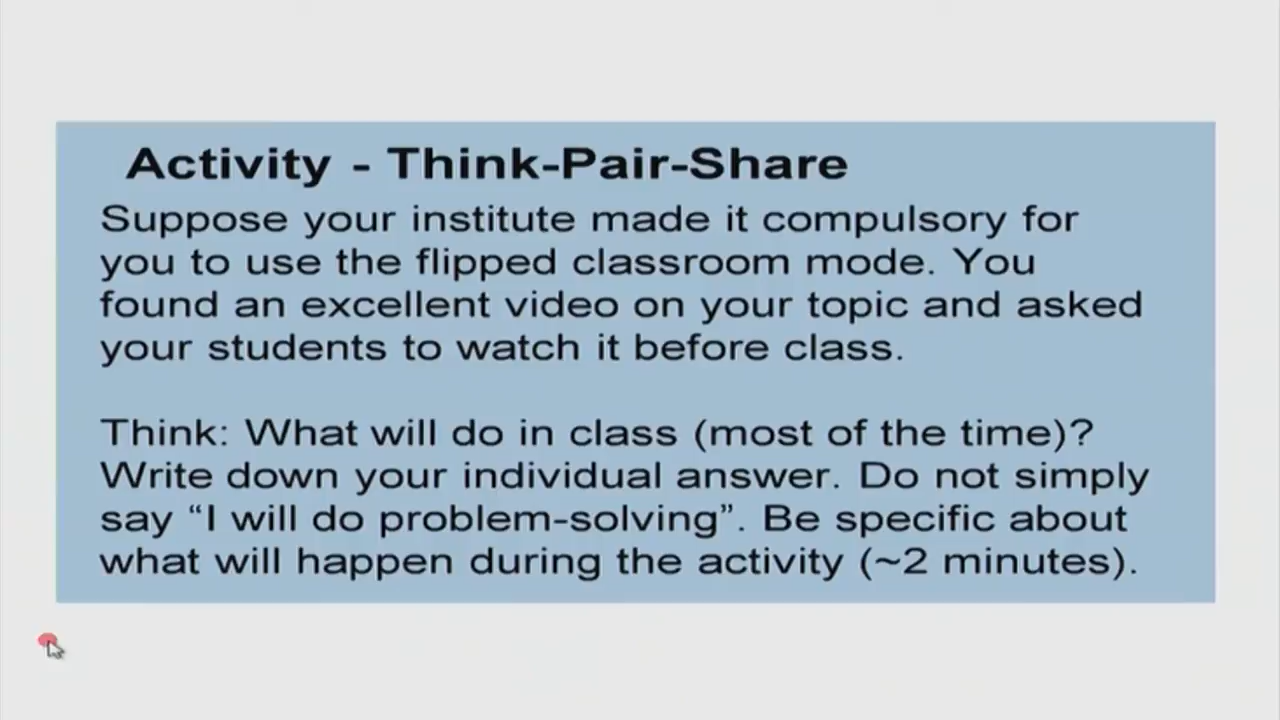 Activity - Think-Pair-Share
Suppose your institute made it compulsory for
you to use the flipped classroom mode. You
found an excellent video on your topic and asked
your students to watch it before class.
Think: What will do in class (most of the time)?
Write down your individual answer. Do not simply
say “I will do problem-solving”. Be specific about
what will happen during the activity (~2 minutes).